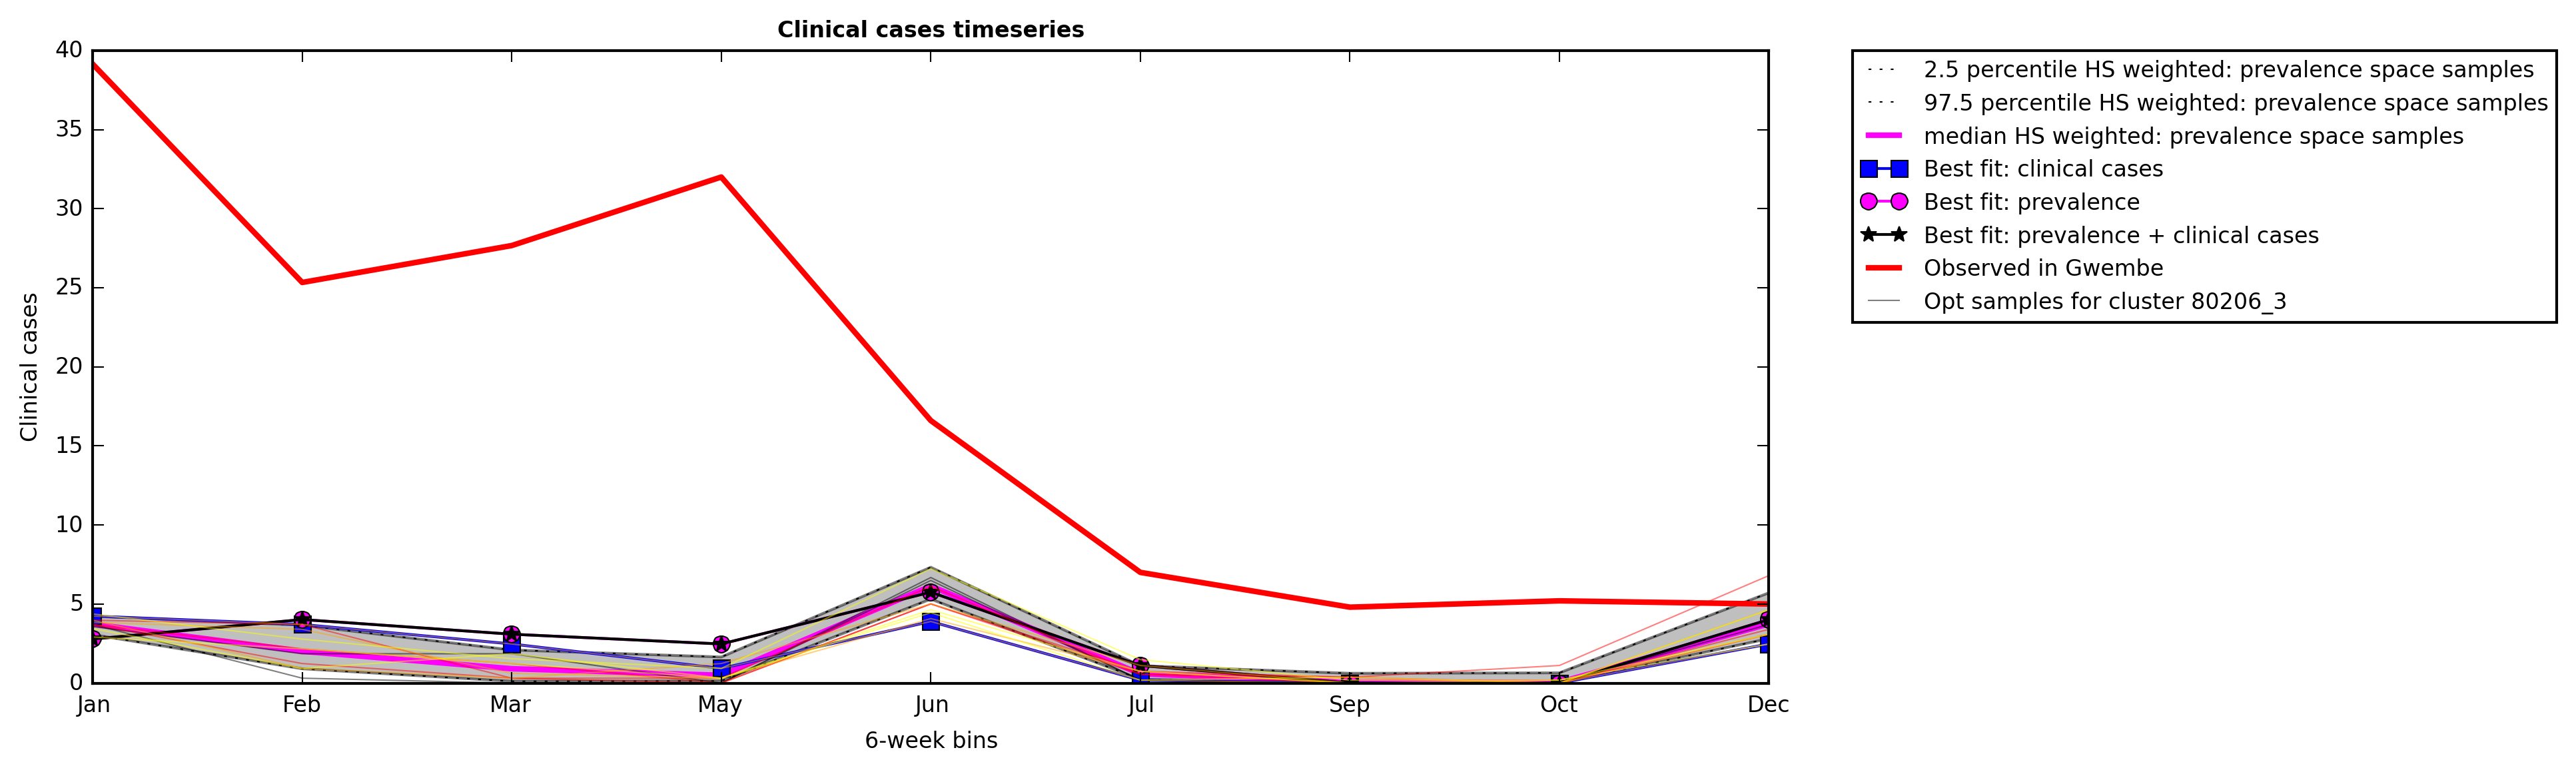 Clinical cases timeseries
40
35
30
25
20
15
10
5
0
Clinical cases
Jan Feb Mar May Jun Jul Sep Oct Dec
6-week bins
2.5 percentile HS weighted: prevalence space samples
97.5 percentile HS weighted: prevalence space samples
median HS weighted: prevalence space samples
Best fit: clinical cases
Best fit: prevalence
Best fit: prevalence + clinical cases
Observed in Gwembe
Opt samples for cluster 80206_3